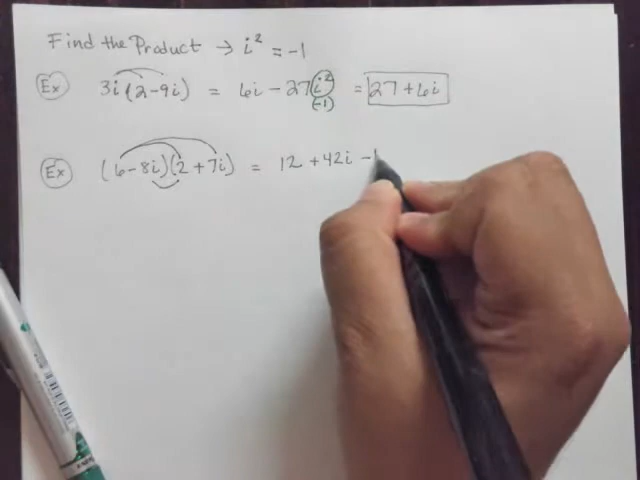 Find the Product → i² = -1
Ex 3i(2-9i) = 6i - 27i² = 27 + 6i
(-1)
Ex (6-8i)(2+7i) = 12 + 42i - 1